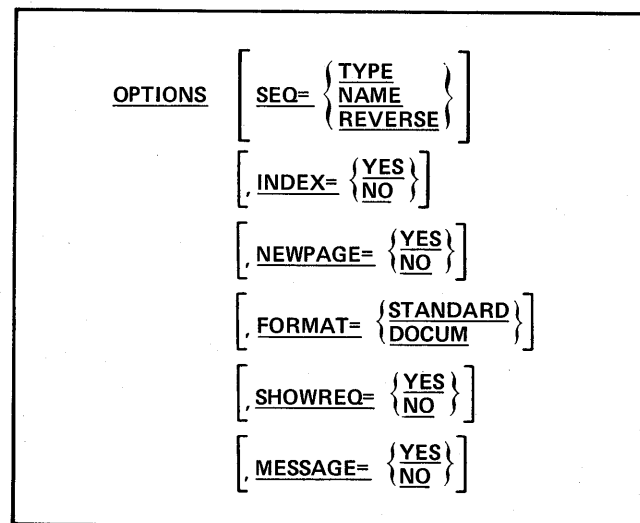 TYPE
OPTIONS SEQ= NAME
REVERSE
, INDEX= YES
NO
, NEWPAGE= YES
NO
, FORMAT= STANDARD
DOCUM
, SHOWREQ= YES
NO
, MESSAGE= YES
NO